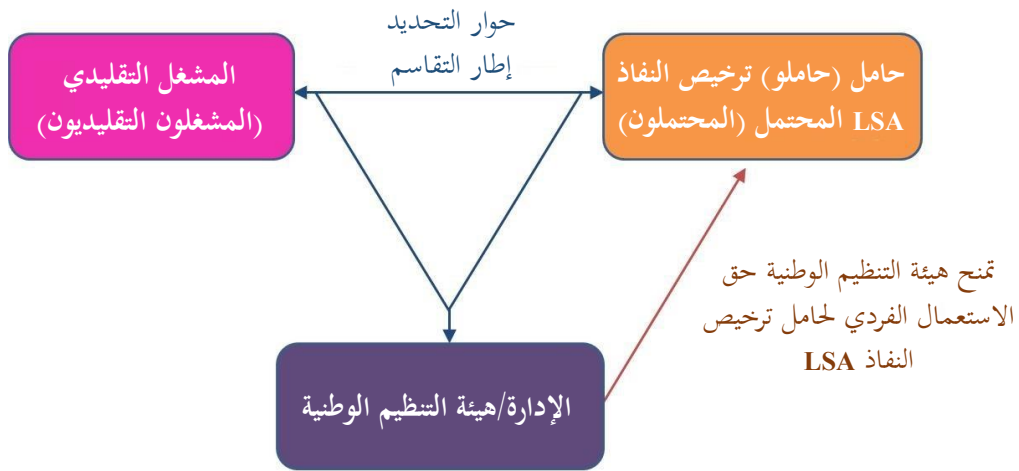 حوار التحديد
إطار التقاسم
حامل (حاملو) ترخيص النفاذ
LSA المحتمل (المحتملون)
المشغل التقليدي
(المشغلون التقليديون)
تمنح هيئة التنظيم الوطنية حق
الاستعمال الفردي لحامل ترخيص
النفاذ LSA
الإدارة/هيئة التنظيم الوطنية